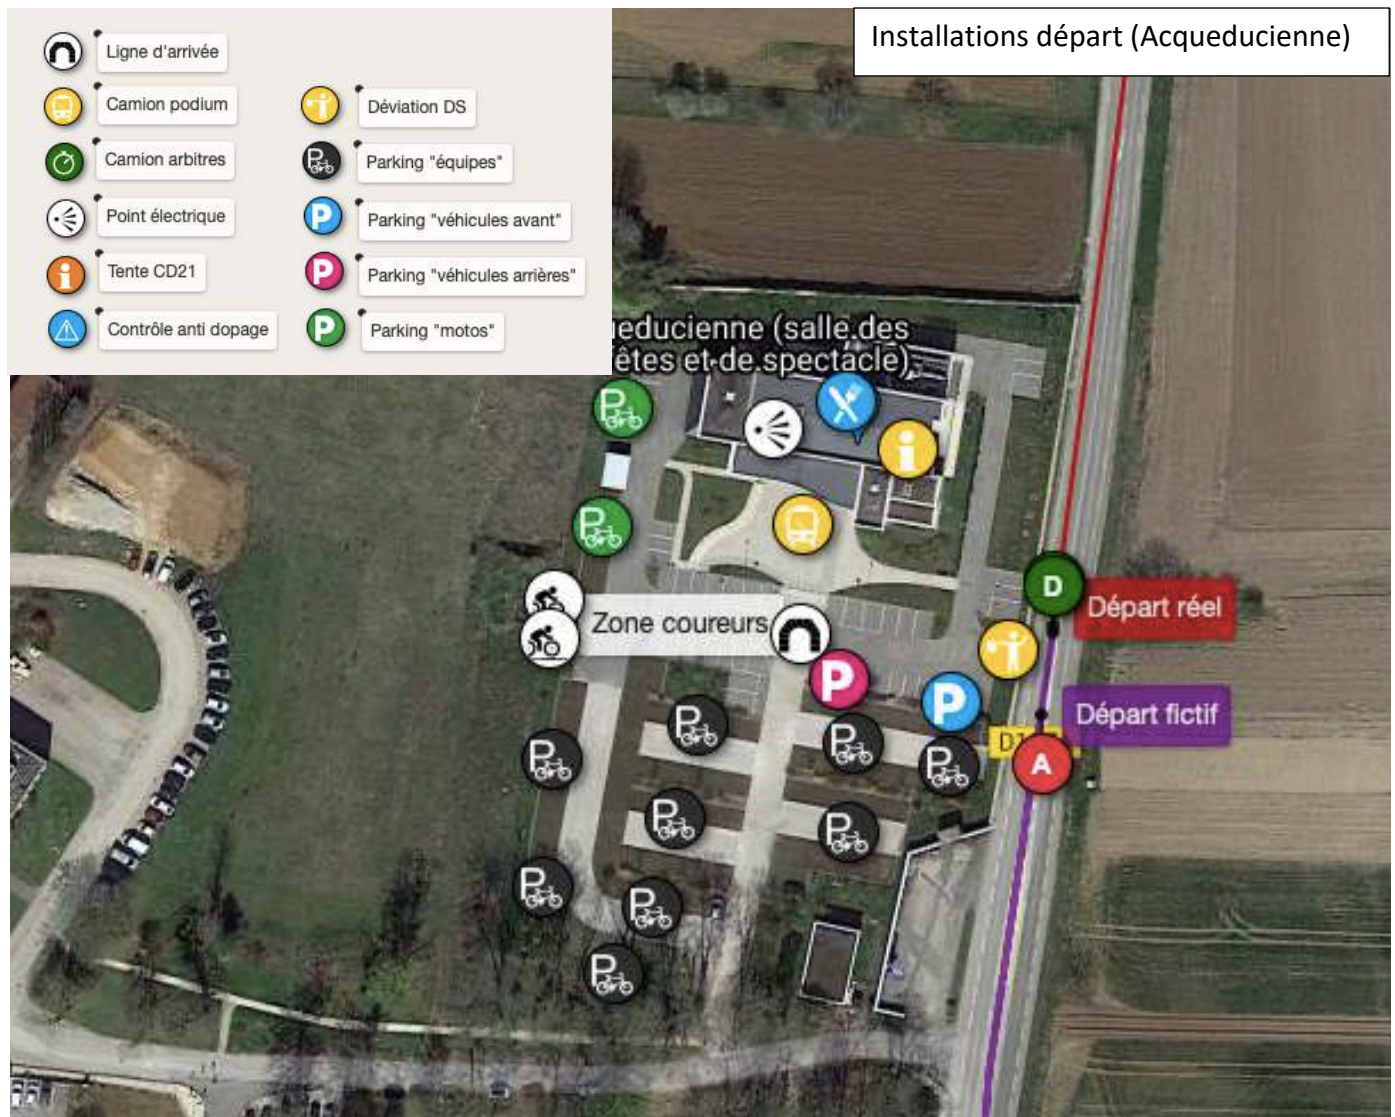 Installations départ (Acqueducienne)
Ligne d'arrivée
Camion podium
Camion arbitres
Point électrique
Tente CD21
Contrôle anti dopage
Déviation DS
Parking "équipes"
Parking "véhicules avant"
Parking "véhicules arrières"
Parking "motos"
P
P
P
P
ueducienne (salle des
êtes et de spectacle)
P
i
P
D
Départ réel
Zone coureurs
P
P
Départ fictif
P
P
P
P
A
P
P
P
P
P